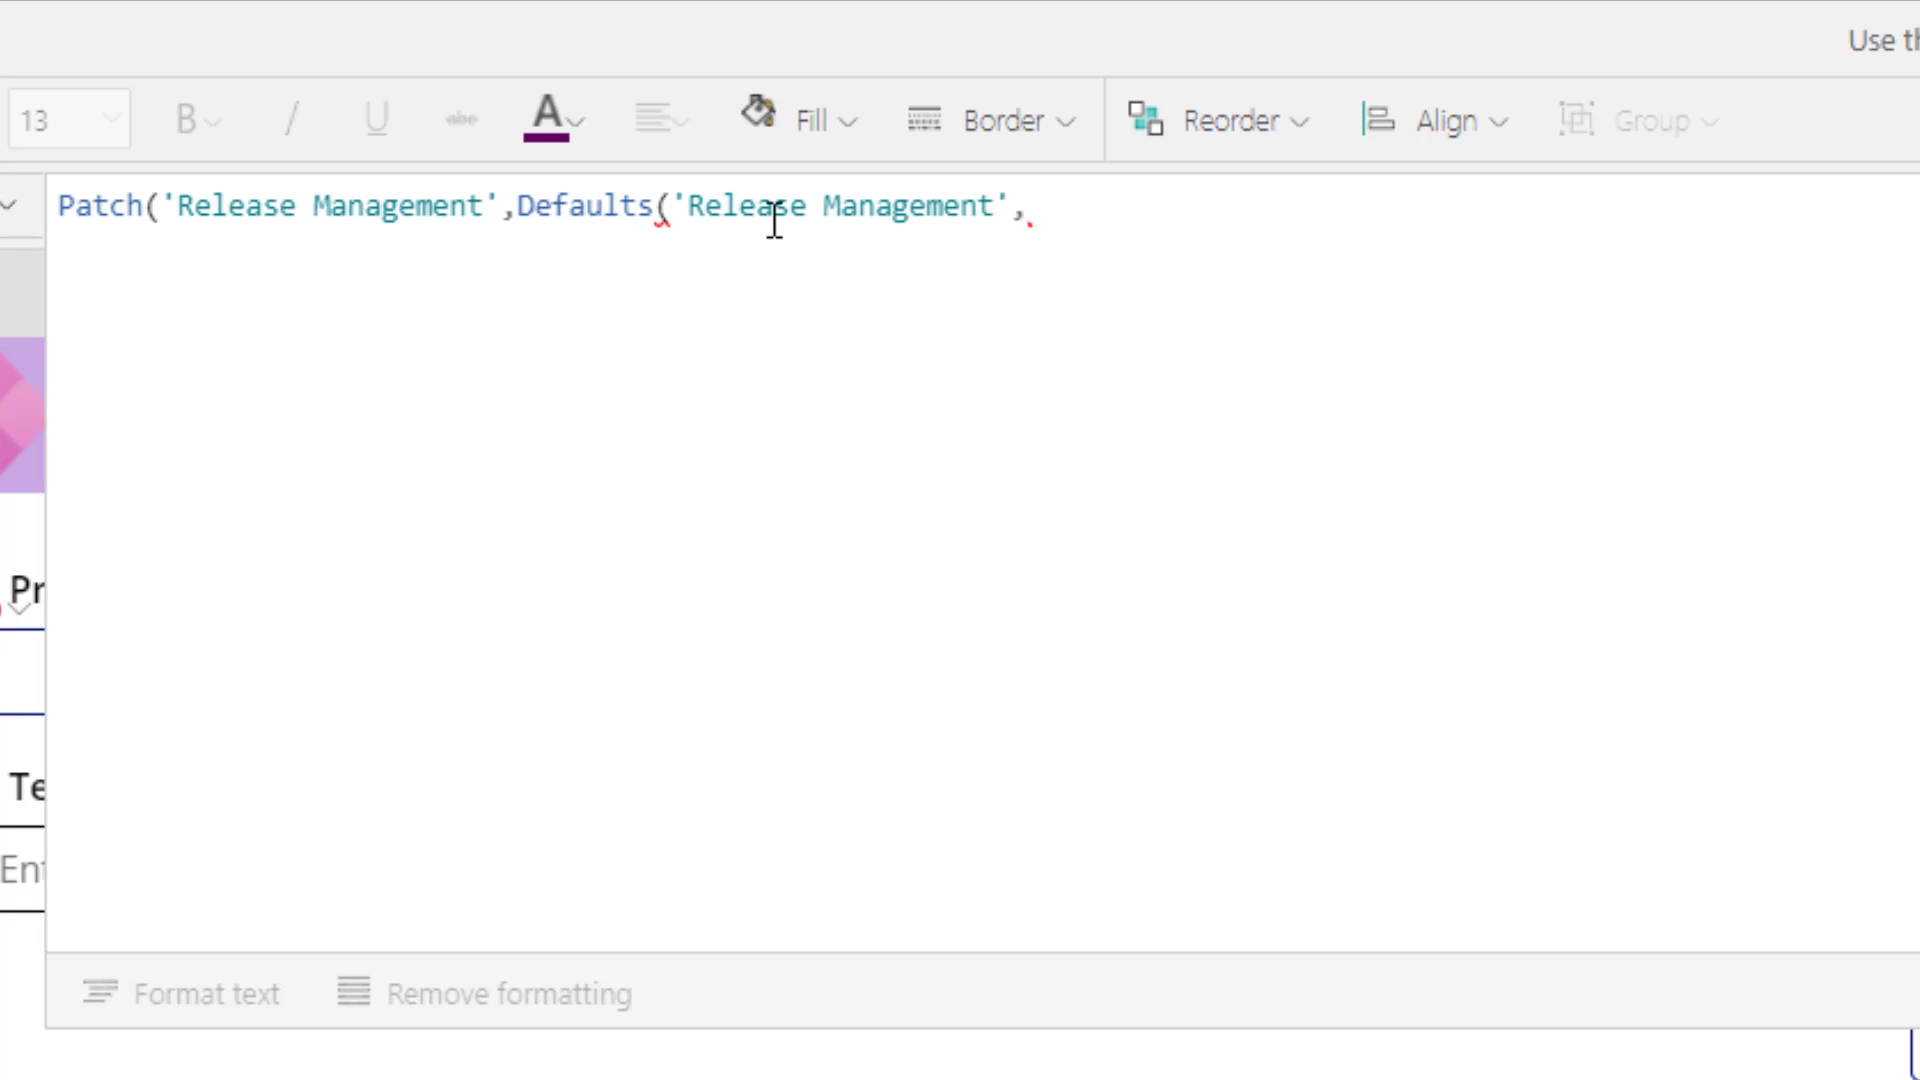 Use th
13 B / U abc A Fill Border Reorder Align Group
Patch('Release Management',Defaults('Release Management',
Pr
Te
Ent
Format text Remove formatting